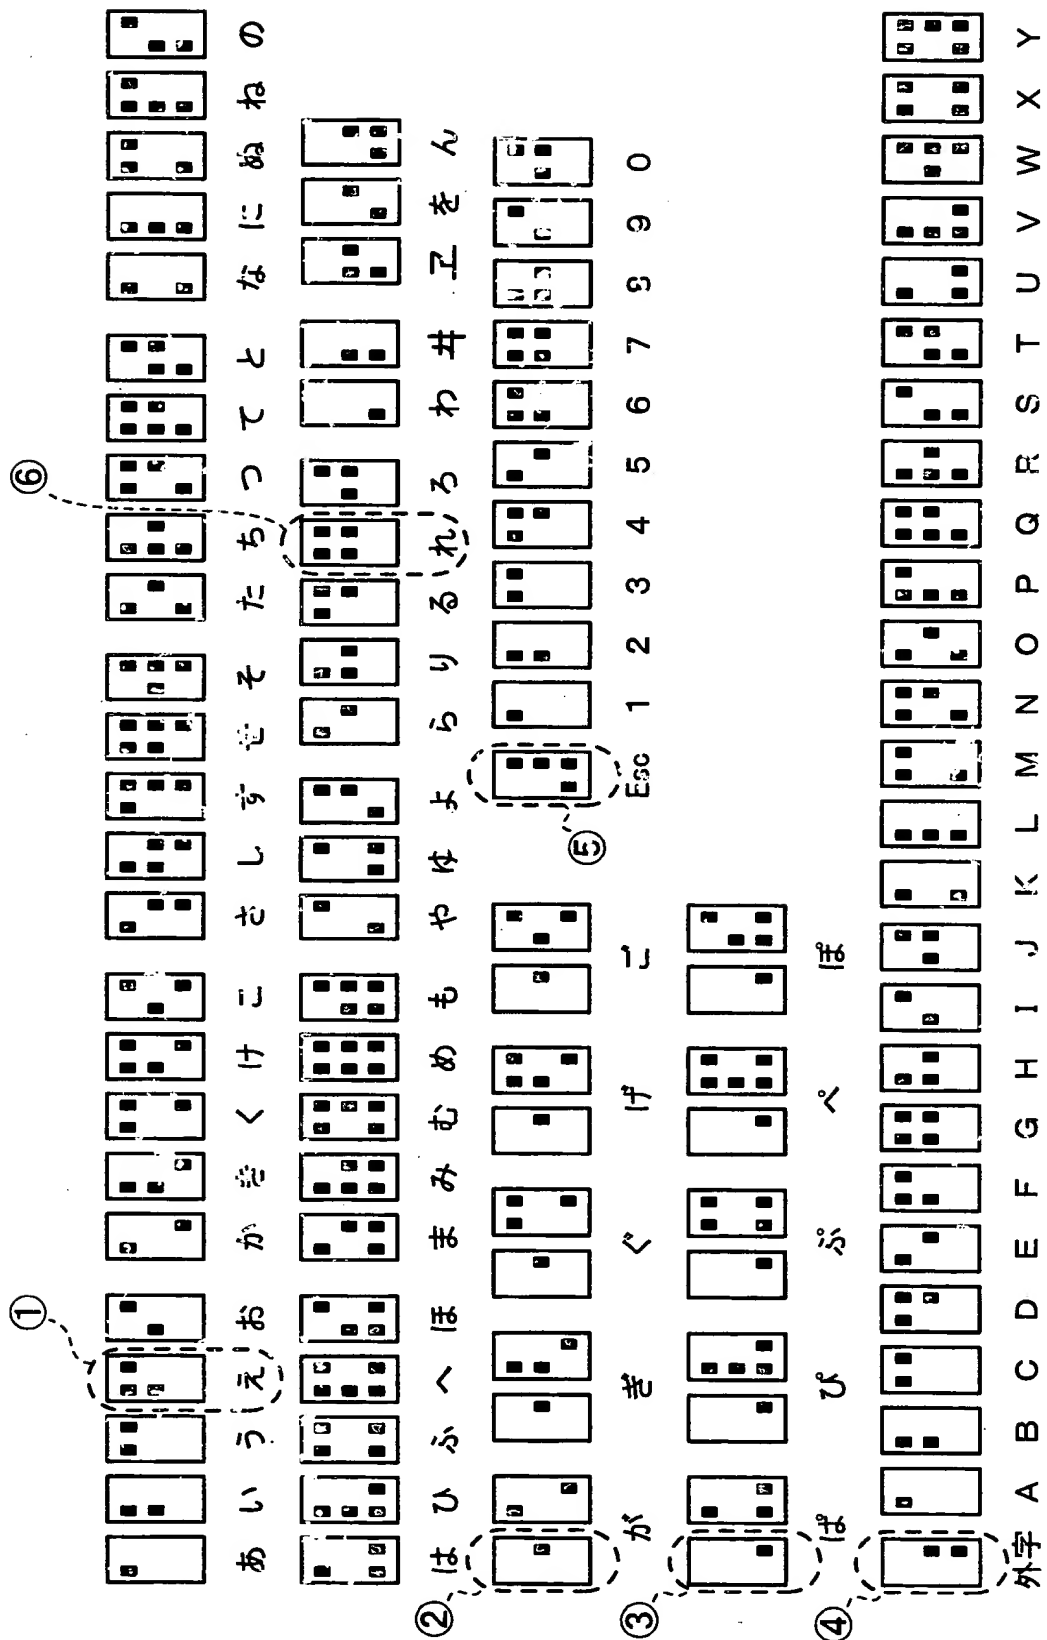 ① ⑥
あ い う え お か き く け こ さ し す せ そ た ち つ て と な に ぬ ね の
は ひ ふ へ ほ ま み む め も や ゆ よ ら り る れ ろ わ 井 ヱ を ん
② ⑤
が ぎ ぐ げ ご Esc 1 2 3 4 5 6 7 8 9 0
③
ぱ ぴ ぷ ぺ ぽ
④
外字 A B C D E F G H I J K L M N O P Q R S T U V W X Y